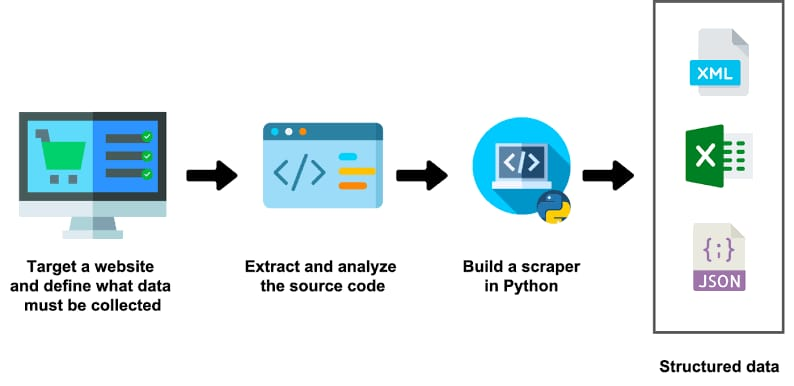 XML
</>
</>
X
{;}
JSON
Target a website
and define what data
must be collected
Extract and analyze
the source code
Build a scraper
in Python
Structured data